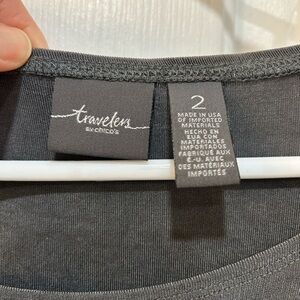 travelers
BY CHICO'S
2
MADE IN USA
OF IMPORTED
MATERIALS
HECHO EN
EUA CON
MATERIALES
IMPORTADOS
FABRIQUÉ AUX
É.-U. AVEC
DES MATÉRIAUX
IMPORTÉS